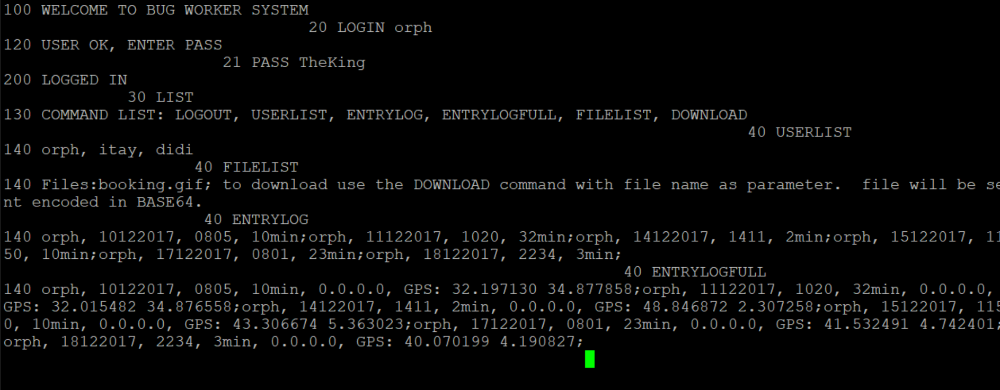 100 WELCOME TO BUG WORKER SYSTEM
20 LOGIN orph
120 USER OK, ENTER PASS
21 PASS TheKing
200 LOGGED IN
30 LIST
130 COMMAND LIST: LOGOUT, USERLIST, ENTRYLOG, ENTRYLOGFULL, FILELIST, DOWNLOAD
40 USERLIST
140 orph, itay, didi
40 FILELIST
140 Files:booking.gif; to download use the DOWNLOAD command with file name as parameter.  file will be se
nt encoded in BASE64.
40 ENTRYLOG
140 orph, 10122017, 0805, 10min;orph, 11122017, 1020, 32min;orph, 14122017, 1411, 2min;orph, 15122017, 11
50, 10min;orph, 17122017, 0801, 23min;orph, 18122017, 2234, 3min;
40 ENTRYLOGFULL
140 orph, 10122017, 0805, 10min, 0.0.0.0, GPS: 32.197130 34.877858;orph, 11122017, 1020, 32min, 0.0.0.0,
GPS: 32.015482 34.876558;orph, 14122017, 1411, 2min, 0.0.0.0, GPS: 48.846872 2.307258;orph, 15122017, 115
0, 10min, 0.0.0.0, GPS: 43.306674 5.363023;orph, 17122017, 0801, 23min, 0.0.0.0, GPS: 41.532491 4.742401;
orph, 18122017, 2234, 3min, 0.0.0.0, GPS: 40.070199 4.190827;